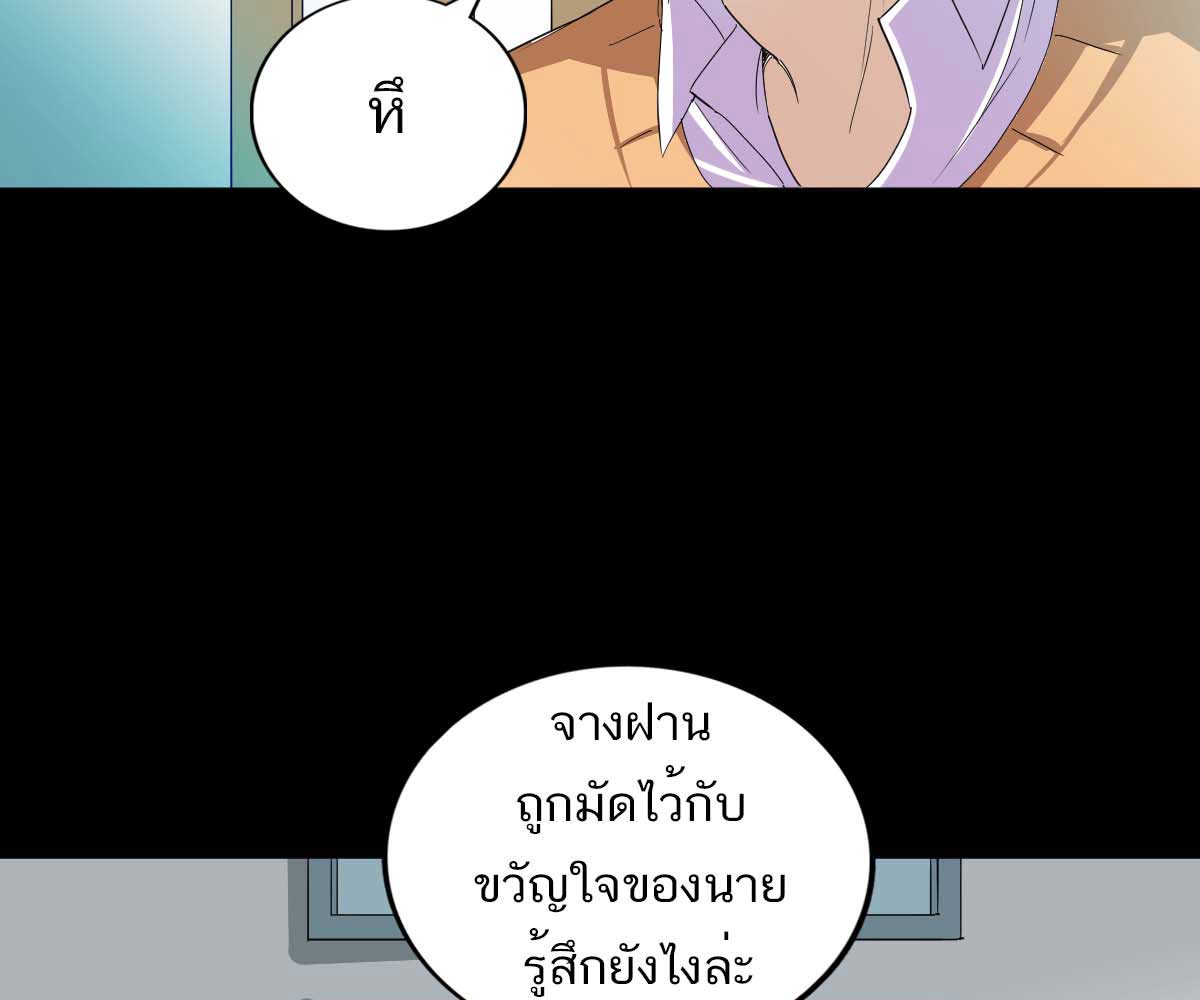 หึ
จางฝาน
ถูกมัดไว้กับ
ขวัญใจของนาย
รู้สึกยังไงล่ะ